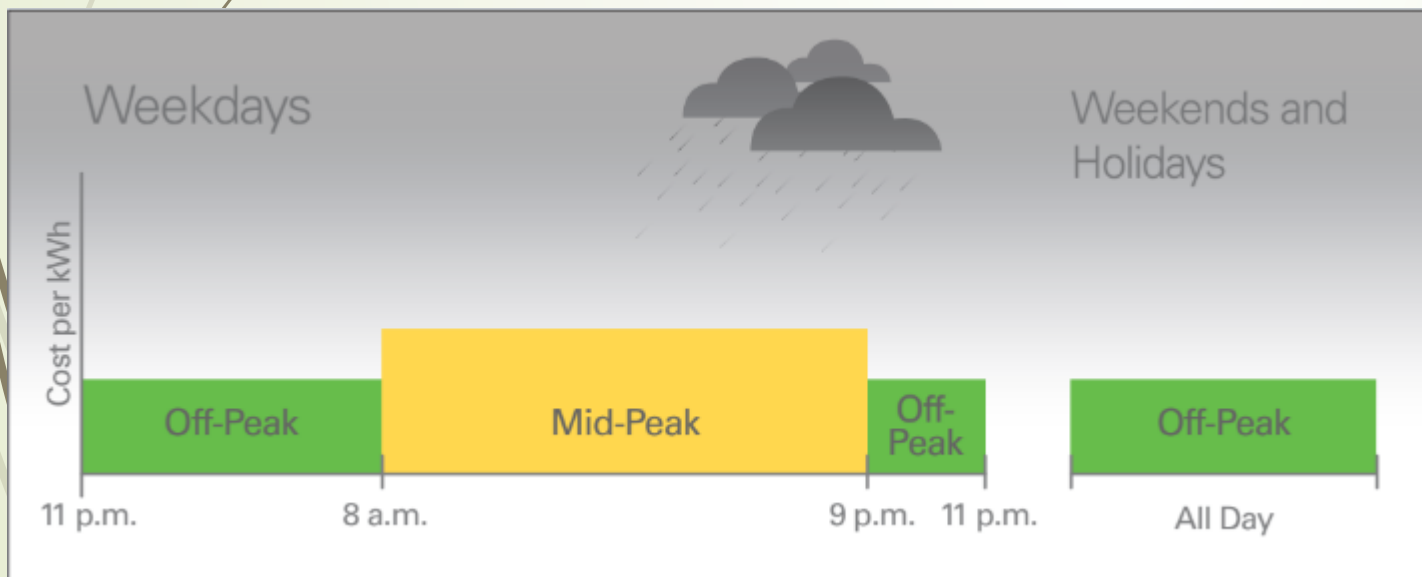 Weekdays
Weekends and
Holidays
Cost per kWh
Off-Peak
Mid-Peak
Off-
Peak
Off-Peak
11 p.m.
8 a.m.
9 p.m.
11 p.m.
All Day